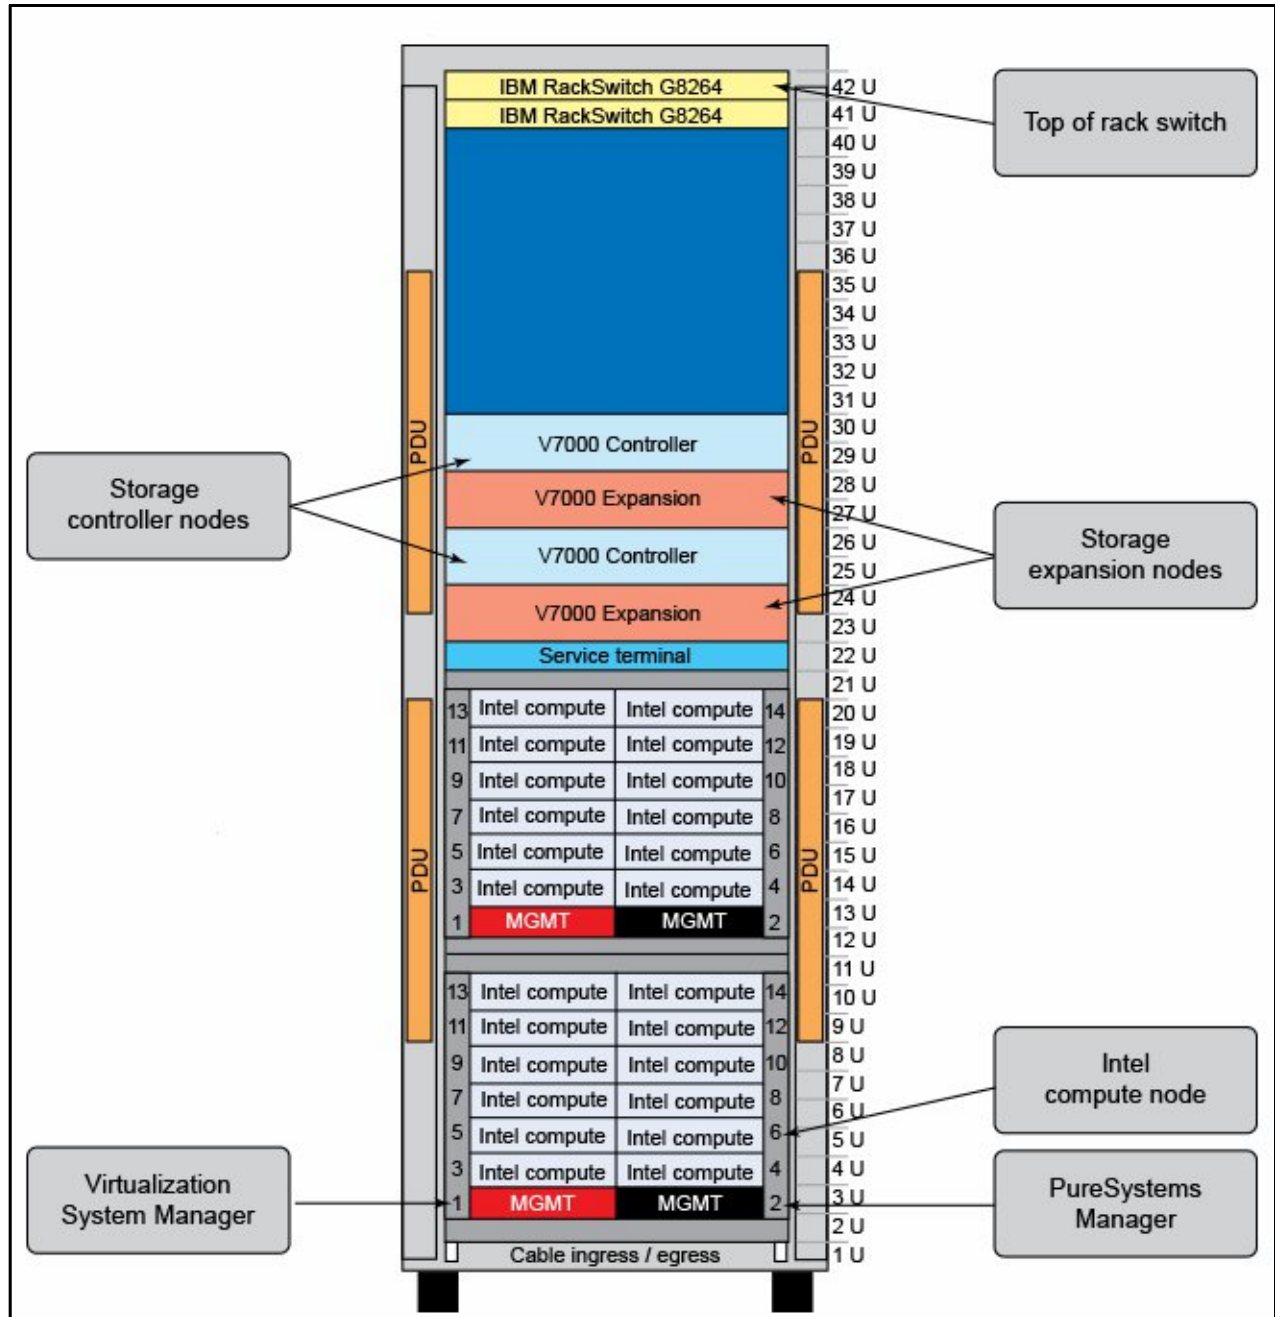 IBM RackSwitch G8264
42 U
Top of rack switch
IBM RackSwitch G8264
41 U
40 U
39 U
38 U
37 U
36 U
35 U
34 U
33 U
32 U
31 U
PDU
PDU
30 U
V7000 Controller
29 U
Storage
controller nodes
28 U
V7000 Expansion
27 U
26 U
V7000 Controller
25 U
Storage
expansion nodes
24 U
V7000 Expansion
23 U
Service terminal
22 U
21 U
13 Intel compute Intel compute 14
20 U
11 Intel compute Intel compute 12
19 U
18 U
9 Intel compute Intel compute 10
17 U
7 Intel compute Intel compute 8
16 U
PDU
PDU
5 Intel compute Intel compute 6
15 U
3 Intel compute Intel compute 4
14 U
13 U
1 MGMT MGMT 2
12 U
11 U
13 Intel compute Intel compute 14
10 U
11 Intel compute Intel compute 12
9 U
8 U
9 Intel compute Intel compute 10
7 U
Intel
compute node
7 Intel compute Intel compute 8
6 U
5 Intel compute Intel compute 6
5 U
3 Intel compute Intel compute 4
4 U
Virtualization
System Manager
1 MGMT MGMT 2
3 U
PureSystems
Manager
2 U
Cable ingress / egress
1 U